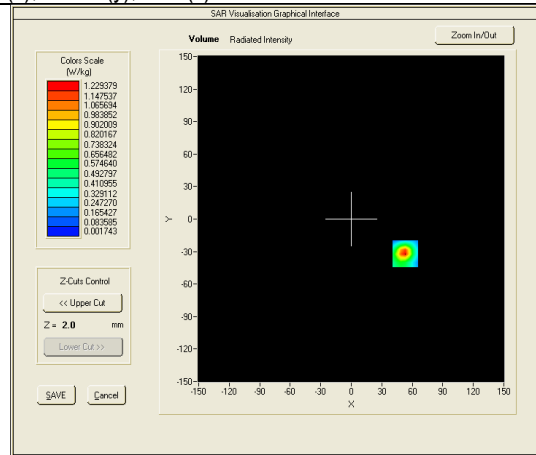 SAR Visualisation Graphical Interface
Volume Radiated Intensity
Zoom In/Out
Colors Scale
(W/kg)
1.229379
1.147537
1.065694
0.983852
0.902009
0.820167
0.738324
0.656482
0.574640
0.492797
0.410955
0.329112
0.247270
0.165427
0.083585
0.001743
Z-Cuts Control
<< Upper Cut
Z = 2.0 mm
Lower Cut >>
SAVE
Cancel
150
120
90
60
30
0
-30
-60
-90
-120
-150
Y
-150 -120 -90 -60 -30 0 30 60 90 120 150
X